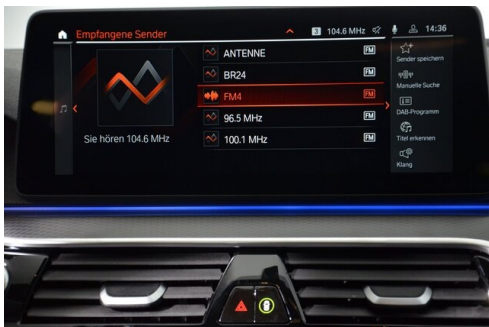 Empfangene Sender
3 104.6 MHz 14:36
ANTENNE FM
BR24 FM
FM4 FM
96.5 MHz FM
100.1 MHz FM
Sie hören 104.6 MHz
Sender speichern
Manuelle Suche
DAB-Programm
Titel erkennen
Klang